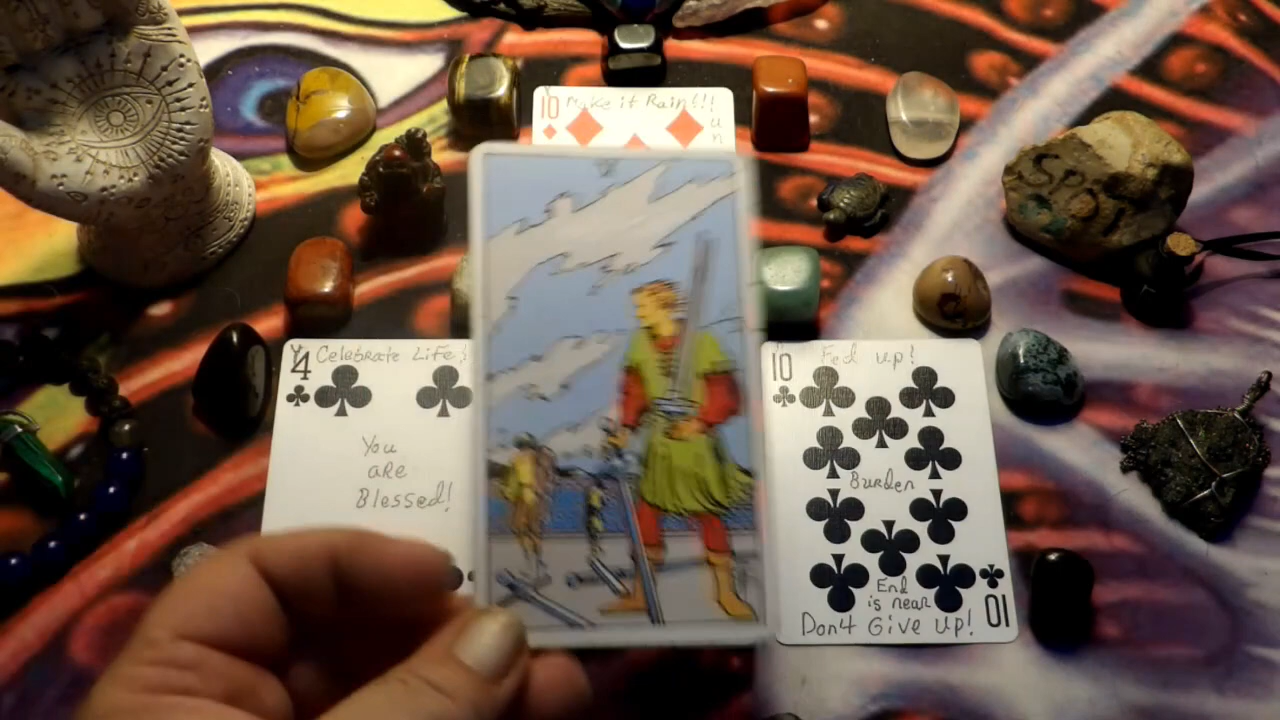 10 Make it Rain!!!
4 Celebrate Life!
You
are
Blessed!
10 Fed up!
Burden
End
is near
Don't Give up!
10